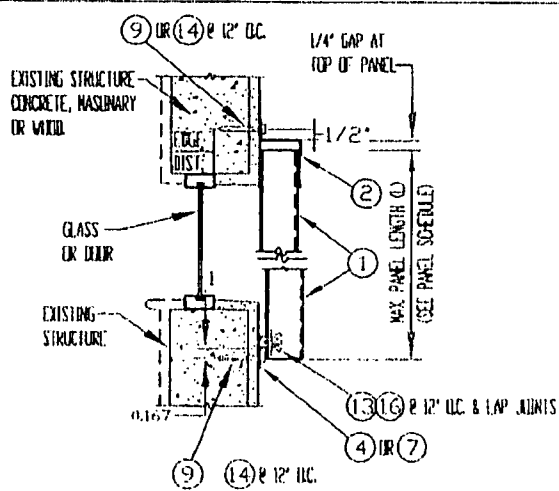 9 OR 14 @ 12" O.C.
1/4" GAP AT
TOP OF PANEL
EXISTING STRUCTURE
CONCRETE, MASUNARY
OR WOOD.
EDGE
DIST.
1/2"
2
GLASS
OR DOOR
1
MAX PANEL LENGTH (L)
(SEE PANEL SCHEDULE)
EXISTING
STRUCTURE
1
0.167
13 16 @ 12" O.C. & LAP JOINTS
4 OR 7
9 14 @ 12" O.C.